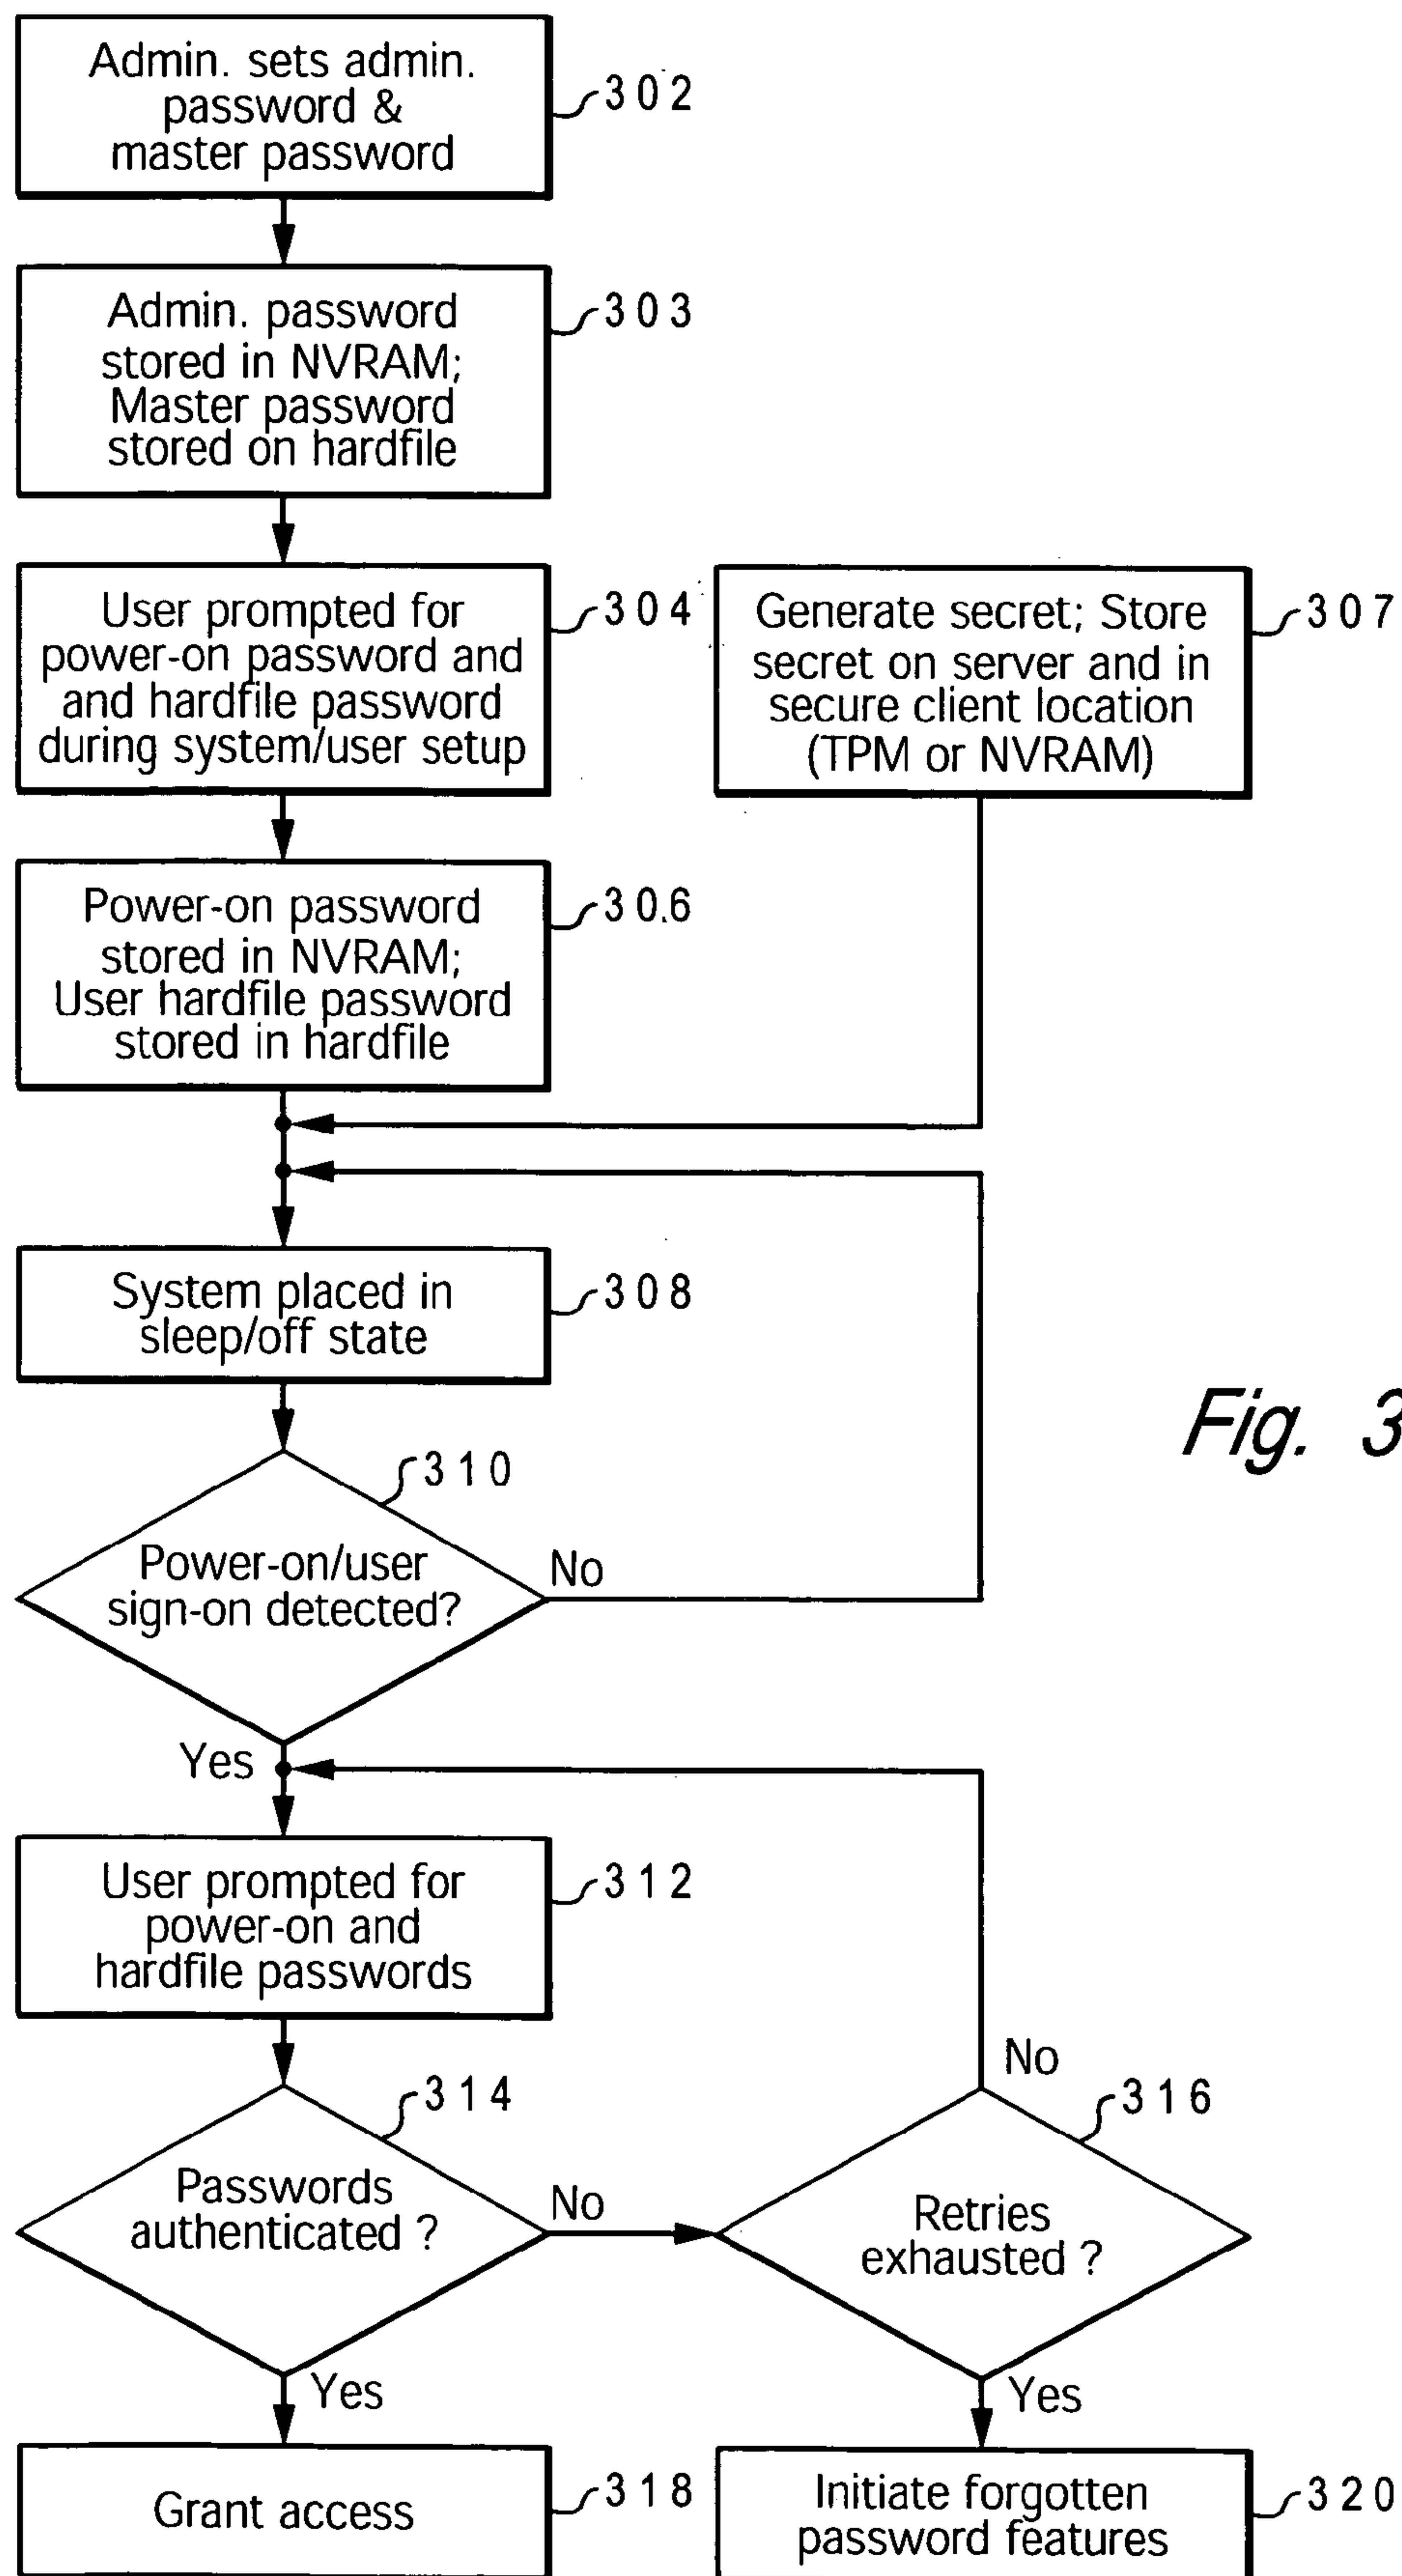 Admin. sets admin.
password &
master password
302
Admin. password
stored in NVRAM;
Master password
stored on hardfile
303
User prompted for
power-on password and
and hardfile password
during system/user setup
304
Generate secret; Store
secret on server and in
secure client location
(TPM or NVRAM)
307
Power-on password
stored in NVRAM;
User hardfile password
stored in hardfile
306
System placed in
sleep/off state
308
Fig. 3
310
Power-on/user
sign-on detected?
No
Yes
User prompted for
power-on and
hardfile passwords
312
314
Passwords
authenticated ?
No
No
316
Retries
exhausted ?
Yes
Yes
Grant access
318
Initiate forgotten
password features
320